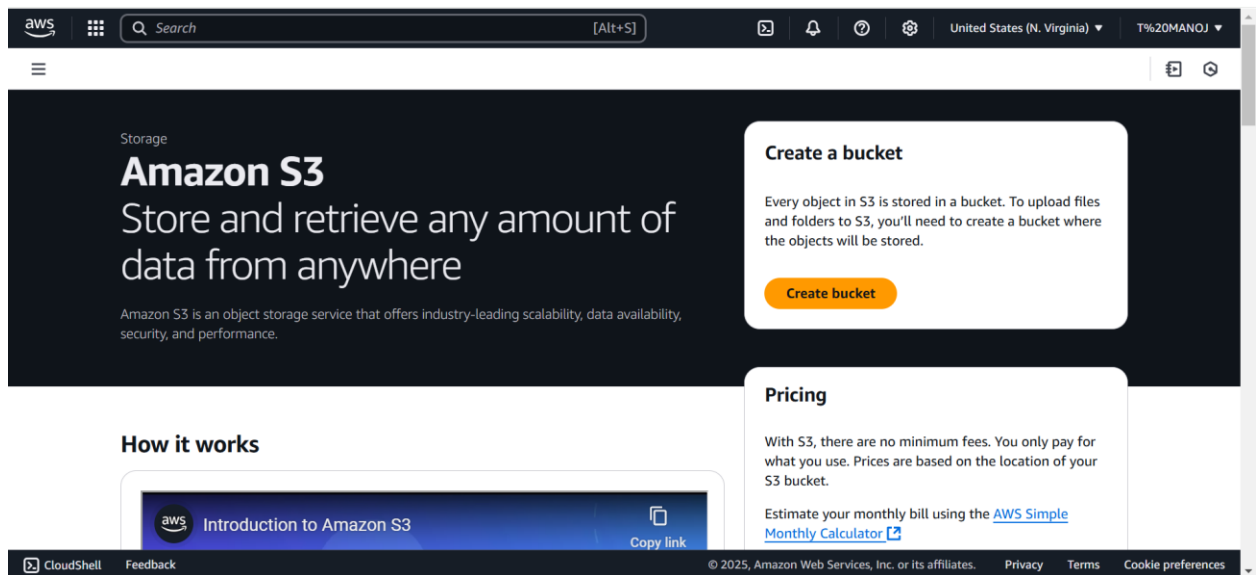 aws
Search [Alt+S]
United States (N. Virginia) ▼
T%20MANOJ ▼
Storage
Amazon S3
Store and retrieve any amount of
data from anywhere
Amazon S3 is an object storage service that offers industry-leading scalability, data availability,
security, and performance.
Create a bucket
Every object in S3 is stored in a bucket. To upload files
and folders to S3, you'll need to create a bucket where
the objects will be stored.
Create bucket
Pricing
With S3, there are no minimum fees. You only pay for
what you use. Prices are based on the location of your
S3 bucket.
Estimate your monthly bill using the AWS Simple
Monthly Calculator
How it works
aws
Introduction to Amazon S3
Copy link
CloudShell
Feedback
© 2025, Amazon Web Services, Inc. or its affiliates.
Privacy
Terms
Cookie preferences